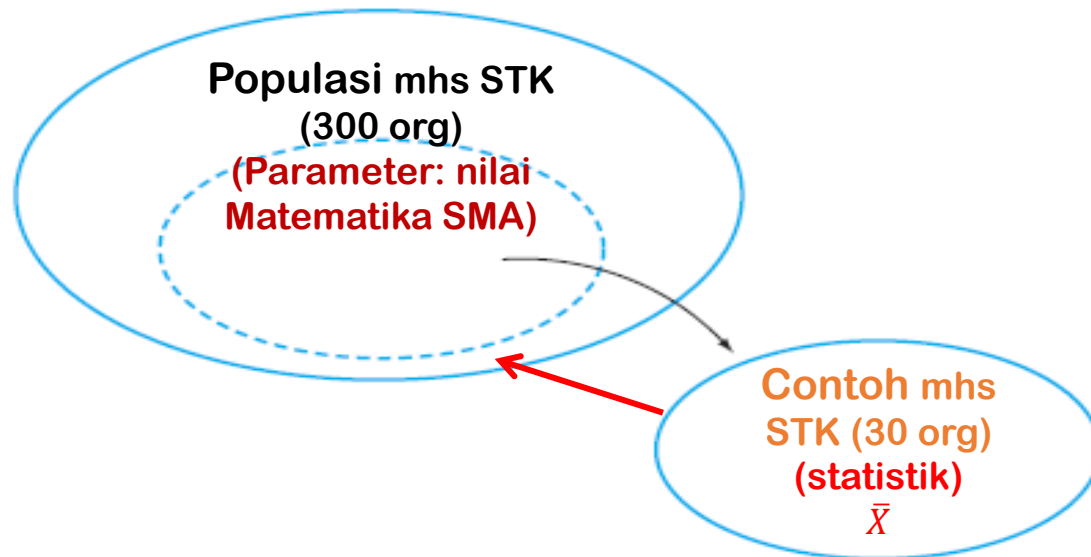 Populasi mhs STK
(300 org)
(Parameter: nilai
Matematika SMA)
Contoh mhs
STK (30 org)
(statistik)
X̄